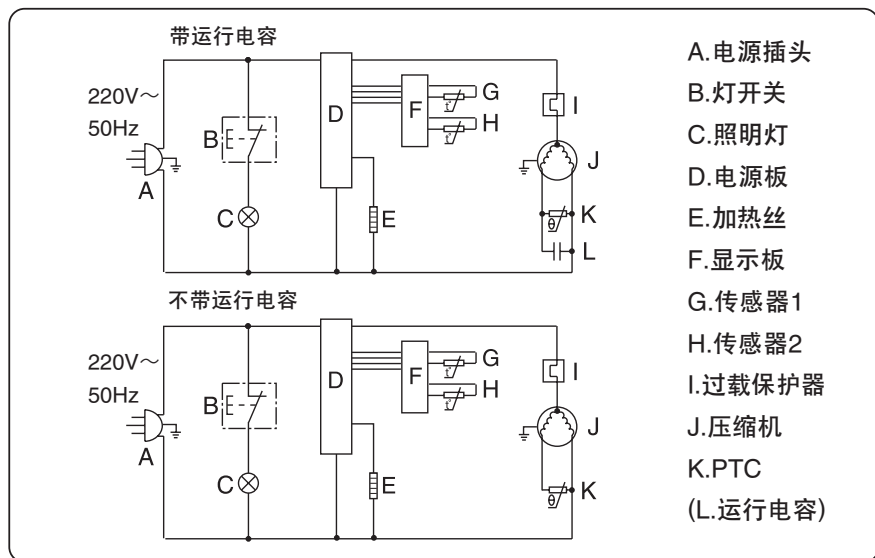 带运行电容
220V～
50Hz
A
B
C
D
E
F
G
H
I
J
K
L
不带运行电容
220V～
50Hz
A
B
C
D
E
F
G
H
I
J
K
A.电源插头
B.灯开关
C.照明灯
D.电源板
E.加热丝
F.显示板
G.传感器1
H.传感器2
I.过载保护器
J.压缩机
K.PTC
(L.运行电容)